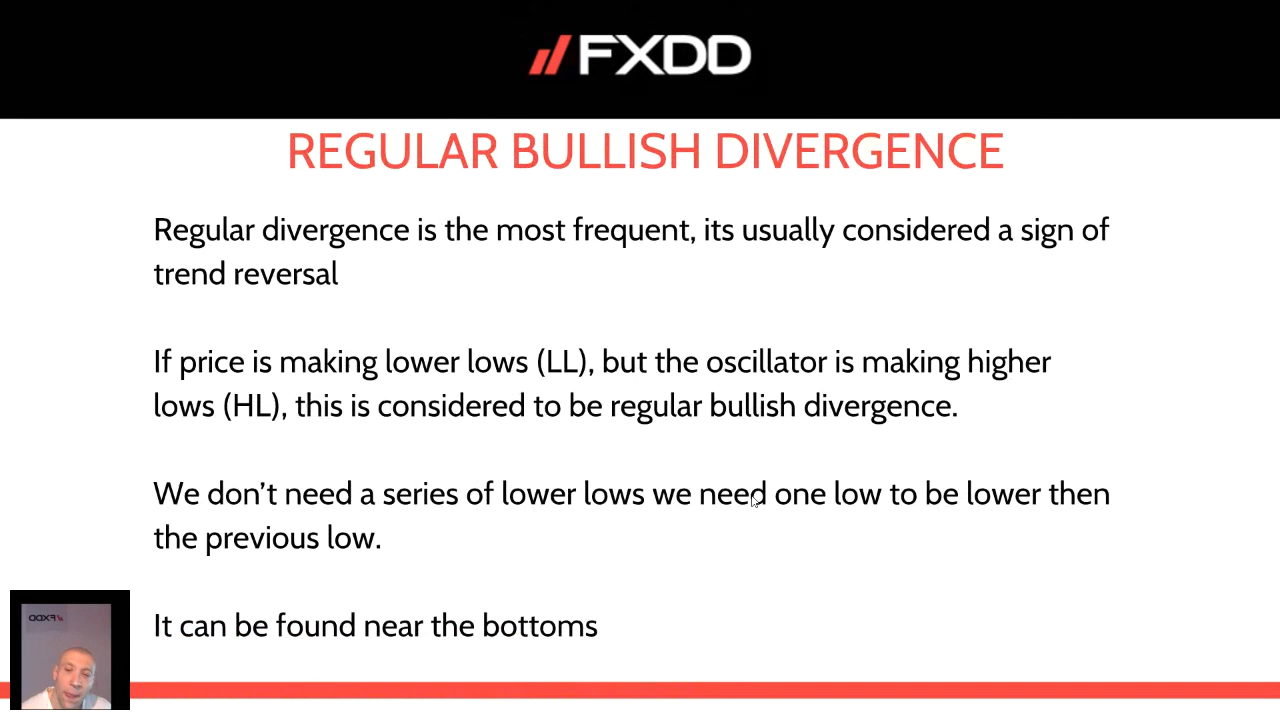 FXDD
REGULAR BULLISH DIVERGENCE
Regular divergence is the most frequent, its usually considered a sign of
trend reversal
If price is making lower lows (LL), but the oscillator is making higher
lows (HL), this is considered to be regular bullish divergence.
We don’t need a series of lower lows we need one low to be lower then
the previous low.
It can be found near the bottoms
FXDD